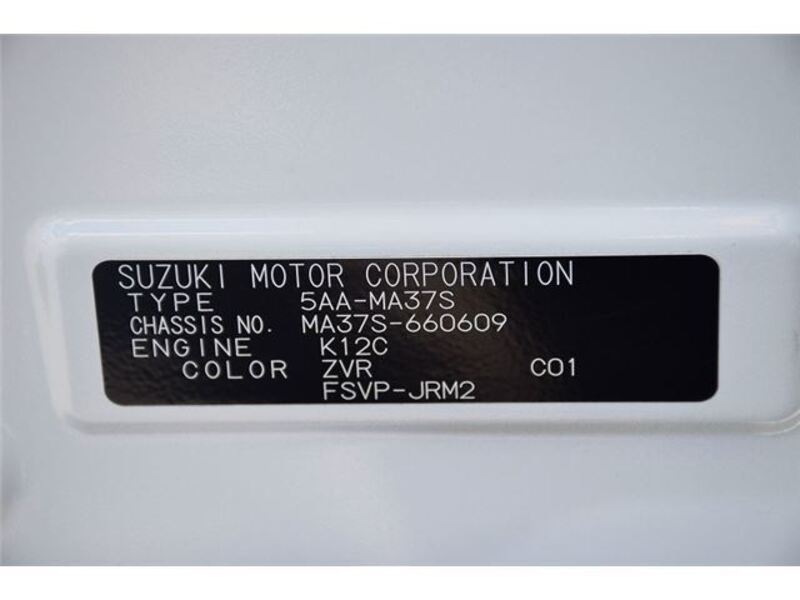 SUZUKI MOTOR CORPORATION
TYPE 5AA-MA37S
CHASSIS NO. MA37S-660609
ENGINE K12C
COLOR ZVR C01
FSVP-JRM2